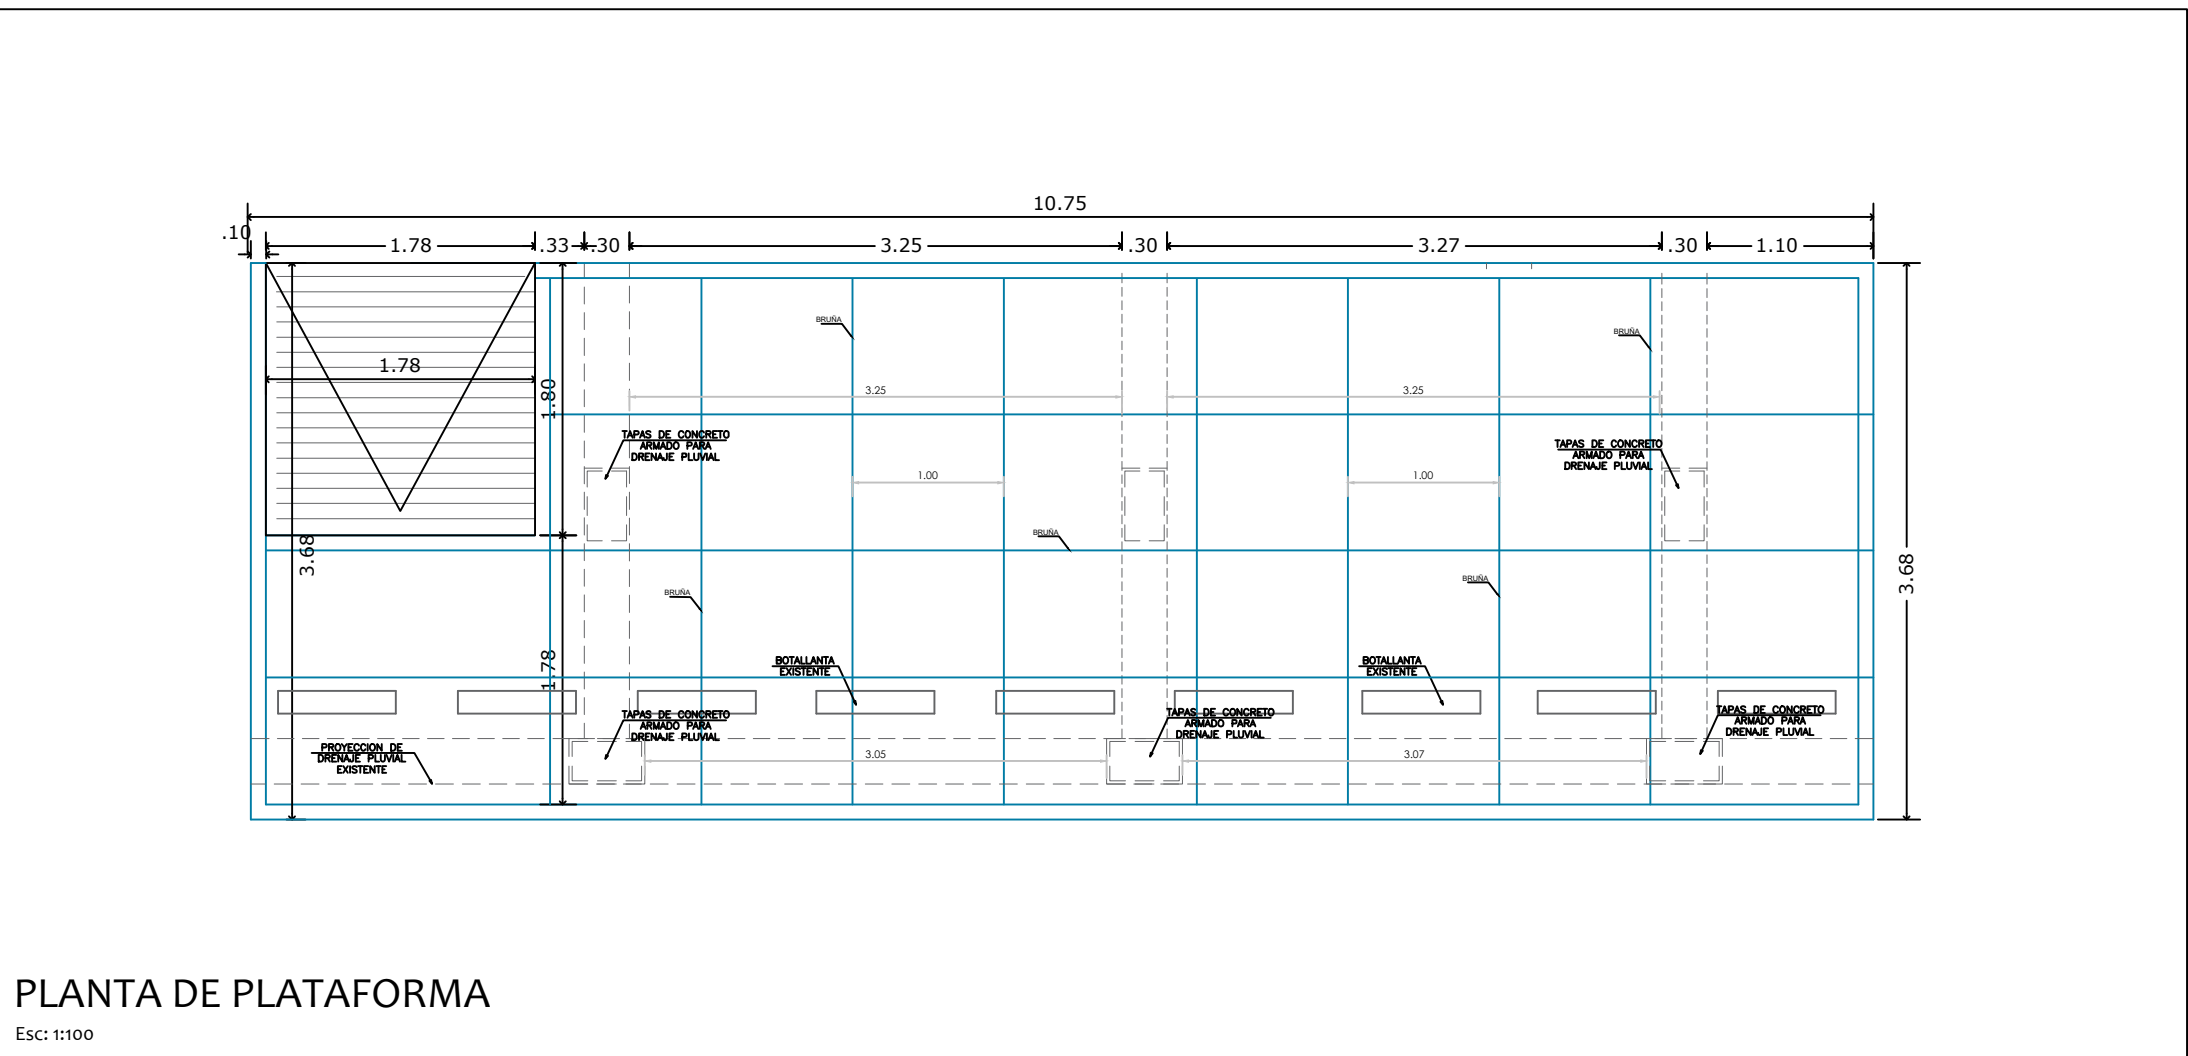 10.75
.10
1.78
.33
.30
3.25
.30
3.27
.30
1.10
BRUÑA
BRUÑA
1.78
1.80
3.25
3.25
TAPAS DE CONCRETO
ARMADO PARA
DRENAJE PLUVIAL
TAPAS DE CONCRETO
ARMADO PARA
DRENAJE PLUVIAL
1.00
1.00
BRUÑA
3.68
3.68
BRUÑA
BRUÑA
1.78
BOTALLANTA
EXISTENTE
BOTALLANTA
EXISTENTE
TAPAS DE CONCRETO
ARMADO PARA
DRENAJE PLUVIAL
TAPAS DE CONCRETO
ARMADO PARA
DRENAJE PLUVIAL
TAPAS DE CONCRETO
ARMADO PARA
DRENAJE PLUVIAL
PROYECCION DE
DRENAJE PLUVIAL
EXISTENTE
3.05
3.07
PLANTA DE PLATAFORMA
Esc: 1:100